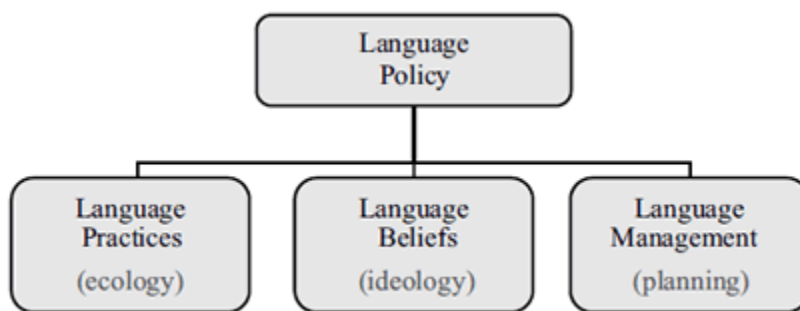 Language
Policy
Language
Practices
(ecology)
Language
Beliefs
(ideology)
Language
Management
(planning)